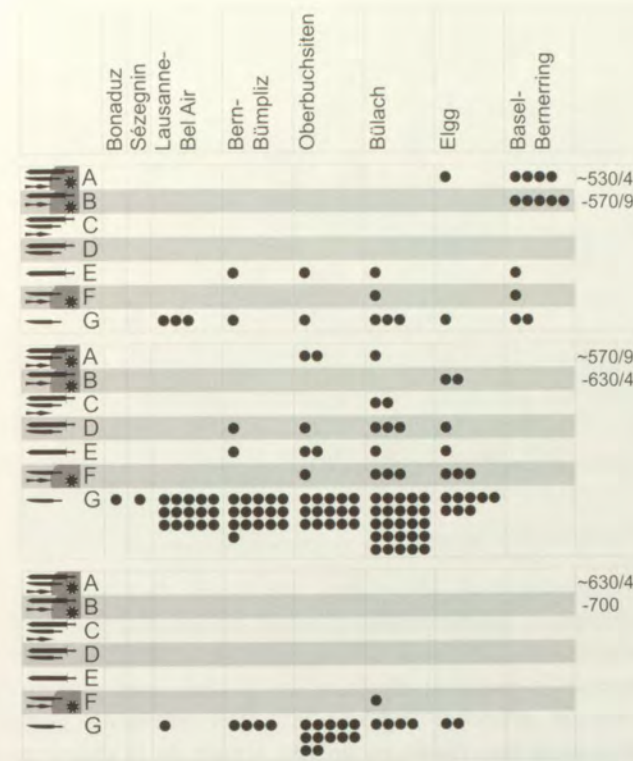 Bonaduz
Sézegnin
Lausanne-
Bel Air
Bern-
Bümpliz
Oberbuchsiten
Bülach
Elgg
Basel-
Bernerring
A ~530/4
B -570/9
C
D
E
F
G
A ~570/9
B -630/4
C
D
E
F
G
A ~630/4
B -700
C
D
E
F
G